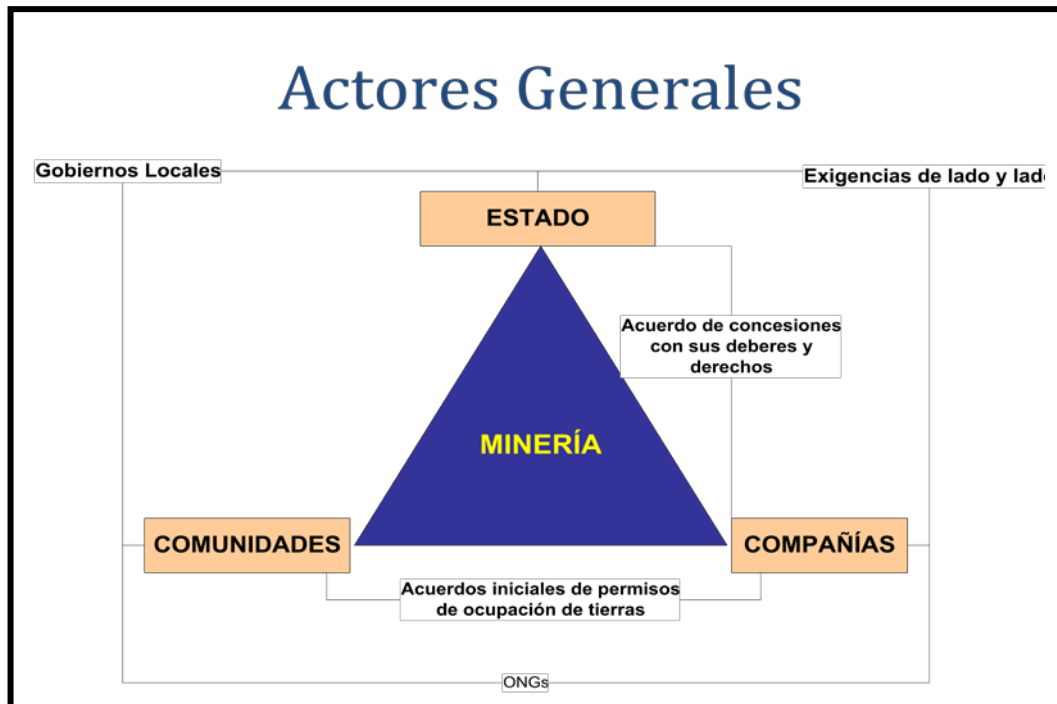 Actores Generales
Gobiernos Locales
Exigencias de lado y lado
ESTADO
Acuerdo de concesiones
con sus deberes y
derechos
MINERÍA
COMUNIDADES
COMPAÑÍAS
Acuerdos iniciales de permisos
de ocupación de tierras
ONGs